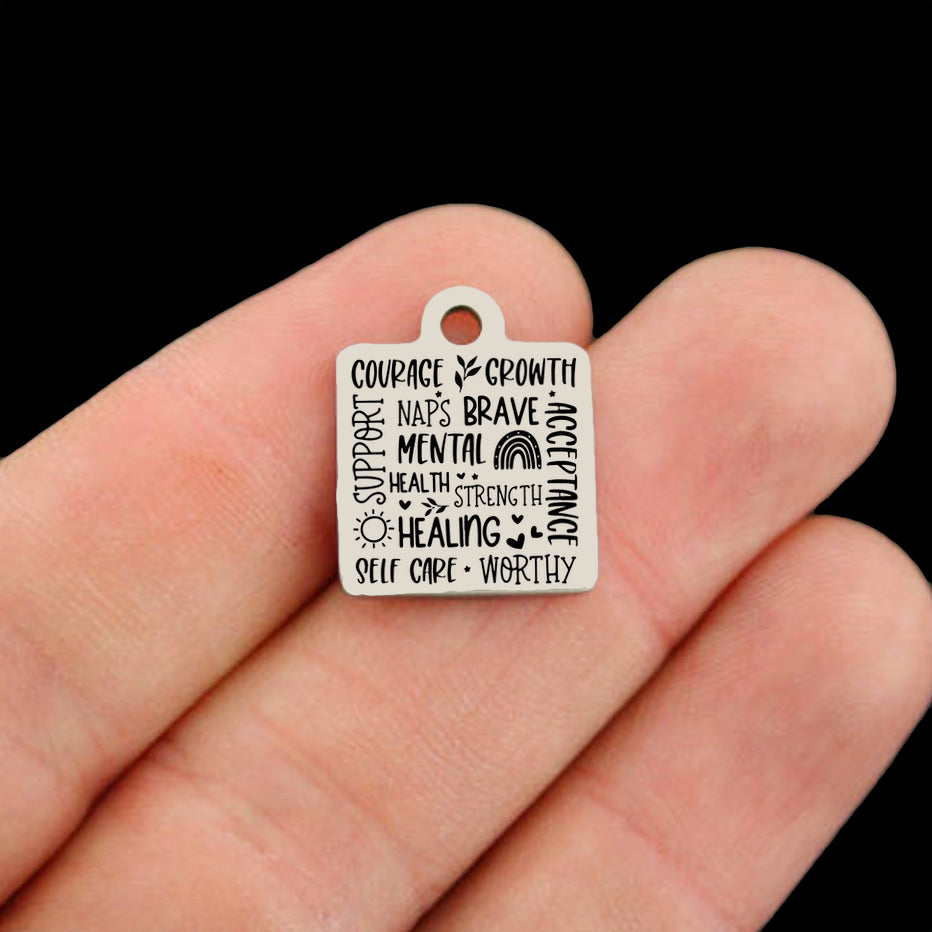 COURAGE GROWTH
SUPPORT
NAPS BRAVE
ACCEPTANCE
MENTAL
HEALTH
STRENGTH
HEALING
SELF CARE • WORTHY